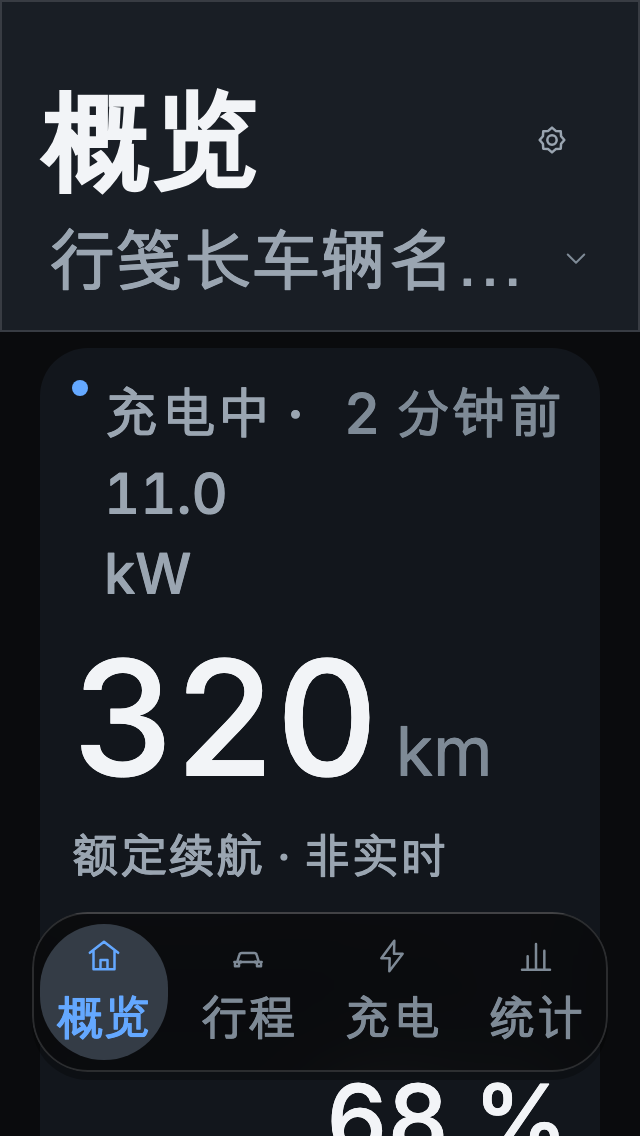 概览
行笺长车辆名...
充电中 · 2 分钟前
11.0
kW
320 km
额定续航 · 非实时
概览 行程 充电 统计
68 %